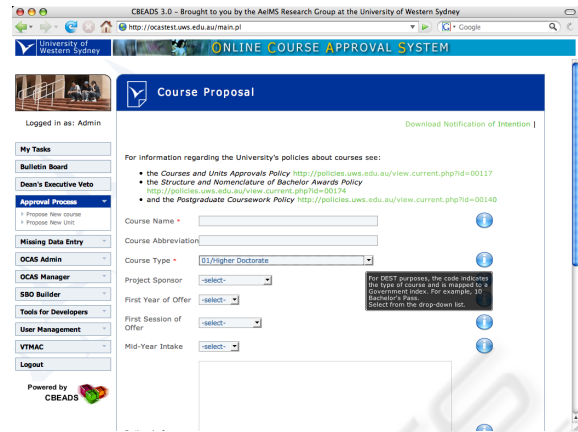 CBEADS 3.0 – Brought to you by the AeIMS Research Group at the University of Western Sydney
http://ocastest.uws.edu.au/main.pl
Google
University of
Western Sydney
ONLINE COURSE APPROVAL SYSTEM
Course Proposal
Logged in as: Admin
Download Notification of Intention |
My Tasks
Bulletin Board
Dean's Executive Veto
Approval Process
Propose New course
Propose New Unit
Missing Data Entry
OCAS Admin
OCAS Manager
SBO Builder
Tools for Developers
User Management
VTMAC
Logout
Powered by
CBEADS
For information regarding the University's policies about courses see:
• the Courses and Units Approvals Policy http://policies.uws.edu.au/view.current.php?id=00117
• the Structure and Nomenclature of Bachelor Awards Policy
http://policies.uws.edu.au/view.current.php?id=00174
• and the Postgraduate Coursework Policy http://policies.uws.edu.au/view.current.php?id=00140
Course Name *
Course Abbreviation
Course Type * 01/Higher Doctorate
Project Sponsor -select-
For DEST purposes, the code indicates
the type of course and is mapped to a
Government index. For example, 10
Bachelor's Pass.
Select from the drop-down list.
First Year of Offer -select-
First Session of
Offer -select-
Mid-Year Intake -select-